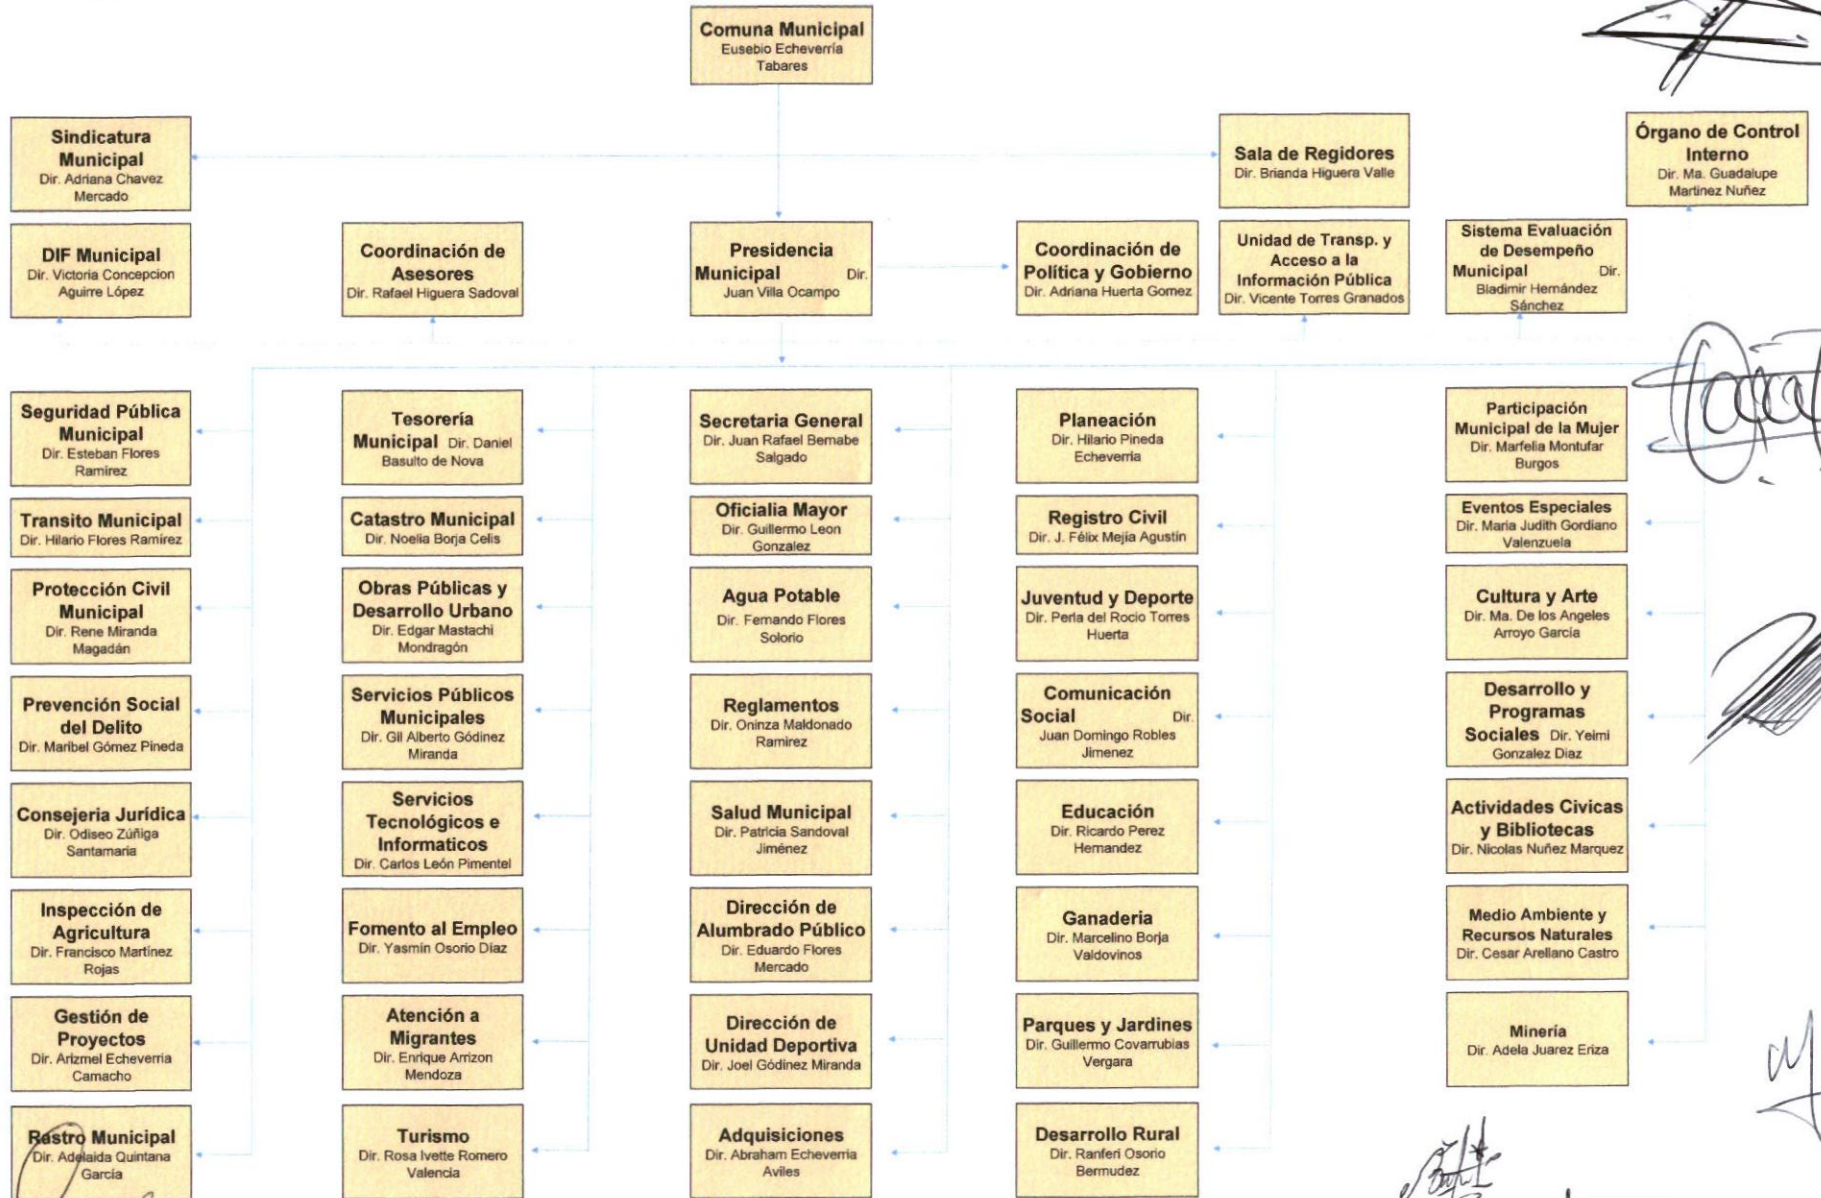 Comuna Municipal
Eusebio Echeverría
Tabares
Sindicatura
Municipal
Dir. Adriana Chavez
Mercado
Sala de Regidores
Dir. Brianda Higuera Valle
Órgano de Control
Interno
Dir. Ma. Guadalupe
Martinez Nuñez
DIF Municipal
Dir. Victoria Concepcion
Aguirre López
Coordinación de
Asesores
Dir. Rafael Higuera Sadoval
Presidencia
Municipal Dir.
Juan Villa Ocampo
Coordinación de
Política y Gobierno
Dir. Adriana Huerta Gomez
Unidad de Transp. y
Acceso a la
Información Pública
Dir. Vicente Torres Granados
Sistema Evaluación
de Desempeño
Municipal Dir.
Bladimir Hernández
Sánchez
Seguridad Pública
Municipal
Dir. Esteban Flores
Ramírez
Tesorería
Municipal Dir. Daniel
Basulto de Nova
Secretaria General
Dir. Juan Rafael Bernabe
Salgado
Planeación
Dir. Hilario Pineda
Echeverria
Participación
Municipal de la Mujer
Dir. Marfelia Montufar
Burgos
Transito Municipal
Dir. Hilario Flores Ramírez
Catastro Municipal
Dir. Noelia Borja Celis
Oficialia Mayor
Dir. Guillermo Leon
Gonzalez
Registro Civil
Dir. J. Félix Mejía Agustín
Eventos Especiales
Dir. Maria Judith Gordiano
Valenzuela
Protección Civil
Municipal
Dir. Rene Miranda
Magadán
Obras Públicas y
Desarrollo Urbano
Dir. Edgar Mastachi
Mondragón
Agua Potable
Dir. Fernando Flores
Solorio
Juventud y Deporte
Dir. Perla del Rocio Torres
Huerta
Cultura y Arte
Dir. Ma. De los Angeles
Arroyo García
Prevención Social
del Delito
Dir. Maribel Gómez Pineda
Servicios Públicos
Municipales
Dir. Gil Alberto Gódinez
Miranda
Reglamentos
Dir. Oninza Maldonado
Ramirez
Comunicación
Social Dir.
Juan Domingo Robles
Jimenez
Desarrollo y
Programas
Sociales Dir. Yeimi
Gonzalez Diaz
Consejeria Jurídica
Dir. Odiseo Zúñiga
Santamaria
Servicios
Tecnológicos e
Informaticos
Dir. Carlos León Pimentel
Salud Municipal
Dir. Patricia Sandoval
Jiménez
Educación
Dir. Ricardo Perez
Hernandez
Actividades Civicas
y Bibliotecas
Dir. Nicolas Nuñez Marquez
Inspección de
Agricultura
Dir. Francisco Martínez
Rojas
Fomento al Empleo
Dir. Yasmin Osorio Diaz
Dirección de
Alumbrado Público
Dir. Eduardo Flores
Mercado
Ganaderia
Dir. Marcelino Borja
Valdovinos
Medio Ambiente y
Recursos Naturales
Dir. Cesar Arellano Castro
Gestión de
Proyectos
Dir. Arizmel Echeverria
Camacho
Atención a
Migrantes
Dir. Enrique Arrizon
Mendoza
Dirección de
Unidad Deportiva
Dir. Joel Gódinez Miranda
Parques y Jardines
Dir. Guillermo Covarrubias
Vergara
Minería
Dir. Adela Juarez Eriza
Rastro Municipal
Dir. Adelaida Quintana
García
Turismo
Dir. Rosa Ivette Romero
Valencia
Adquisiciones
Dir. Abraham Echeverria
Aviles
Desarrollo Rural
Dir. Ranferi Osorio
Bermudez